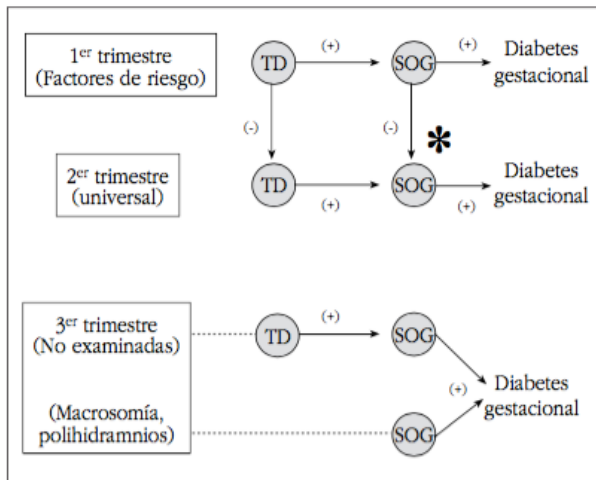 1er trimestre
(Factores de riesgo)
TD
(+)
SOG
(+)
Diabetes
gestacional
(-)
(-)
*
2er trimestre
(universal)
TD
(+)
SOG
(+)
Diabetes
gestacional
3er trimestre
(No examinadas)
TD
(+)
SOG
(Macrosomía,
polihidramnios)
SOG
(+)
Diabetes
gestacional